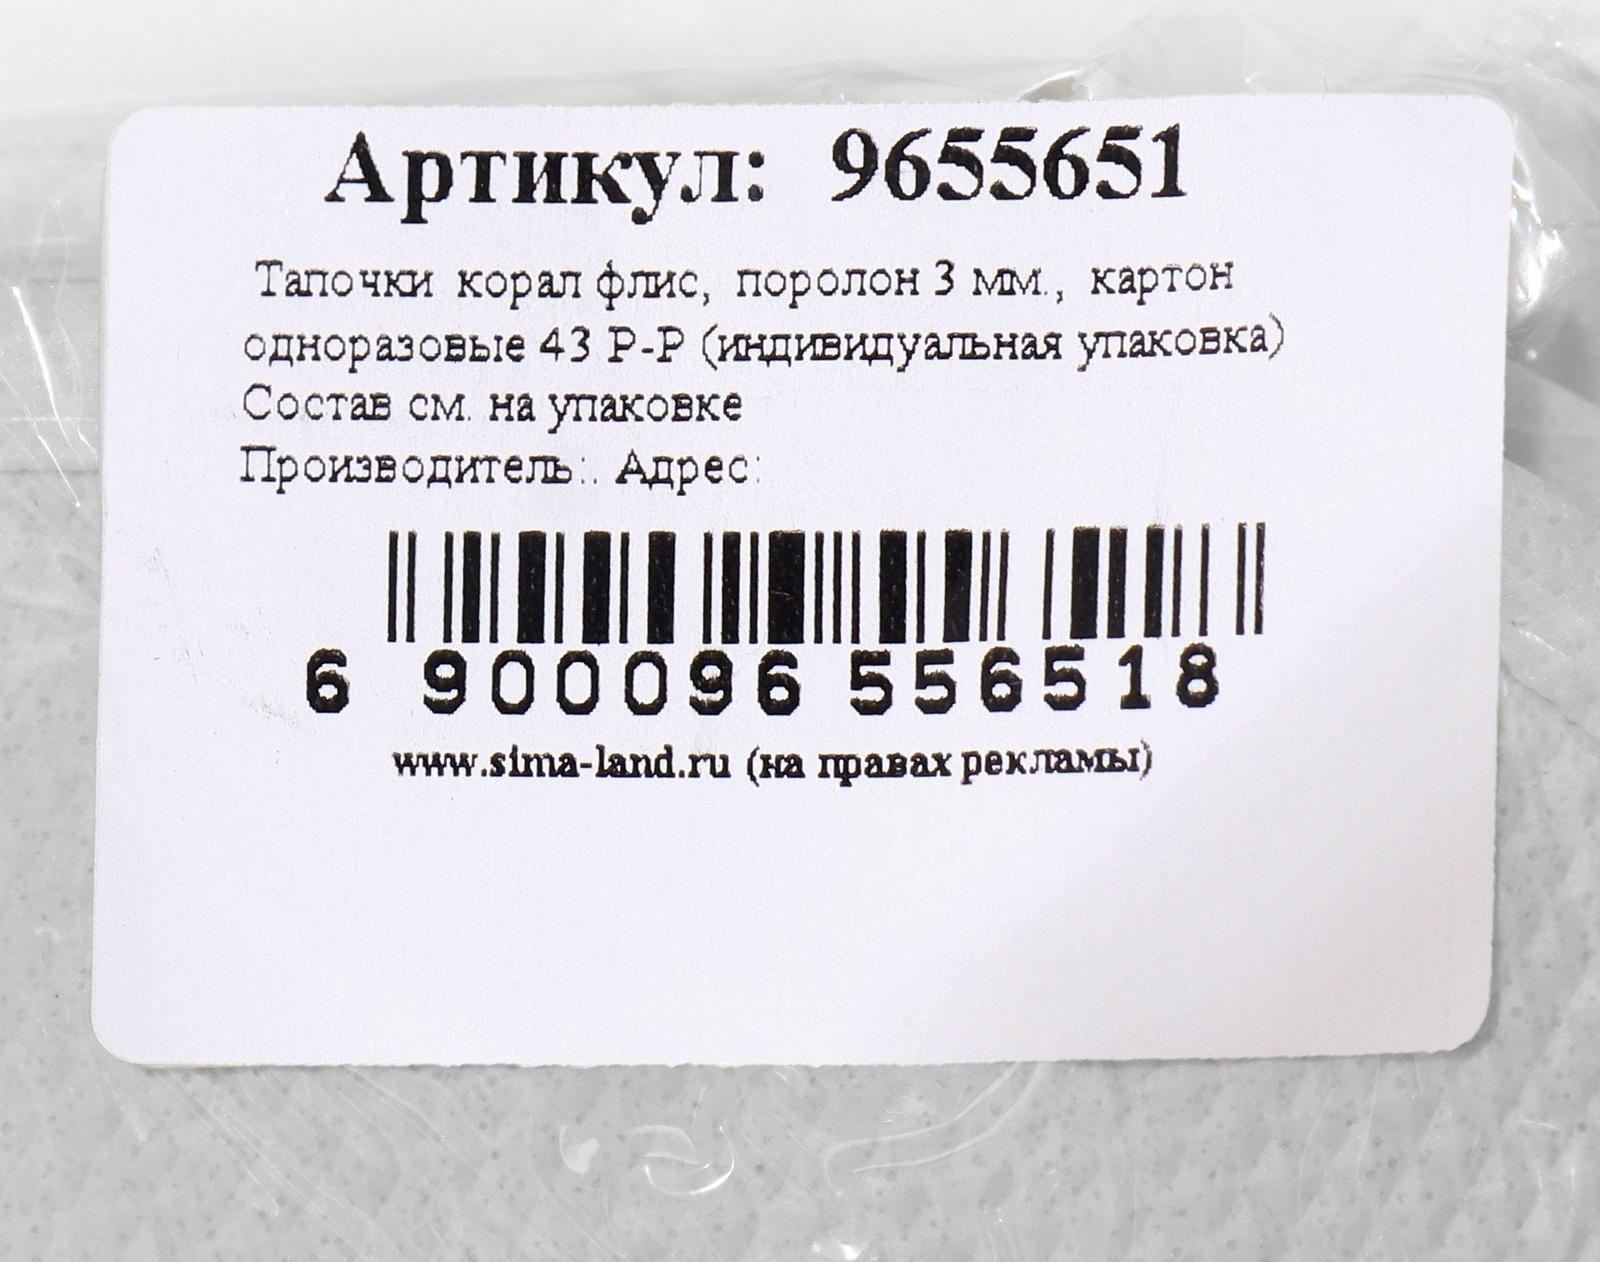 Артикул: 9655651
Тапочки корал флис, поролон 3 мм., картон
одноразовые 43 Р-Р (индивидуальная упаковка)
Состав см. на упаковке
Производитель:. Адрес:
6 900096 556518
www.sima-land.ru (на правах рекламы)